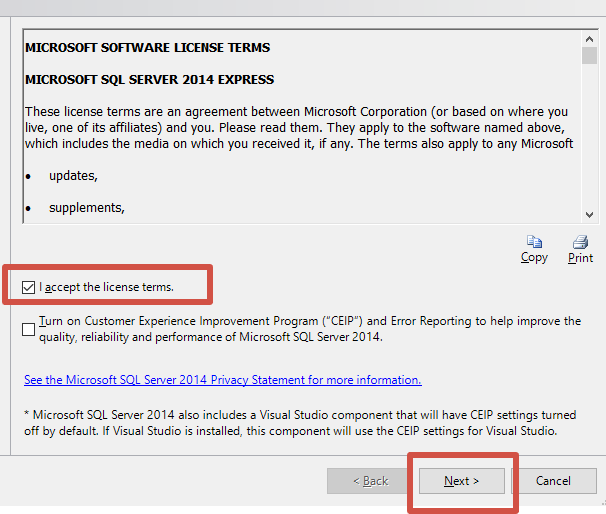 MICROSOFT SOFTWARE LICENSE TERMS
MICROSOFT SQL SERVER 2014 EXPRESS
These license terms are an agreement between Microsoft Corporation (or based on where you
live, one of its affiliates) and you. Please read them. They apply to the software named above,
which includes the media on which you received it, if any. The terms also apply to any Microsoft
• updates,
• supplements,
Copy Print
I accept the license terms.
Turn on Customer Experience Improvement Program ("CEIP") and Error Reporting to help improve the
quality, reliability and performance of Microsoft SQL Server 2014.
See the Microsoft SQL Server 2014 Privacy Statement for more information.
* Microsoft SQL Server 2014 also includes a Visual Studio component that will have CEIP settings turned
off by default. If Visual Studio is installed, this component will use the CEIP settings for Visual Studio.
< Back Next > Cancel